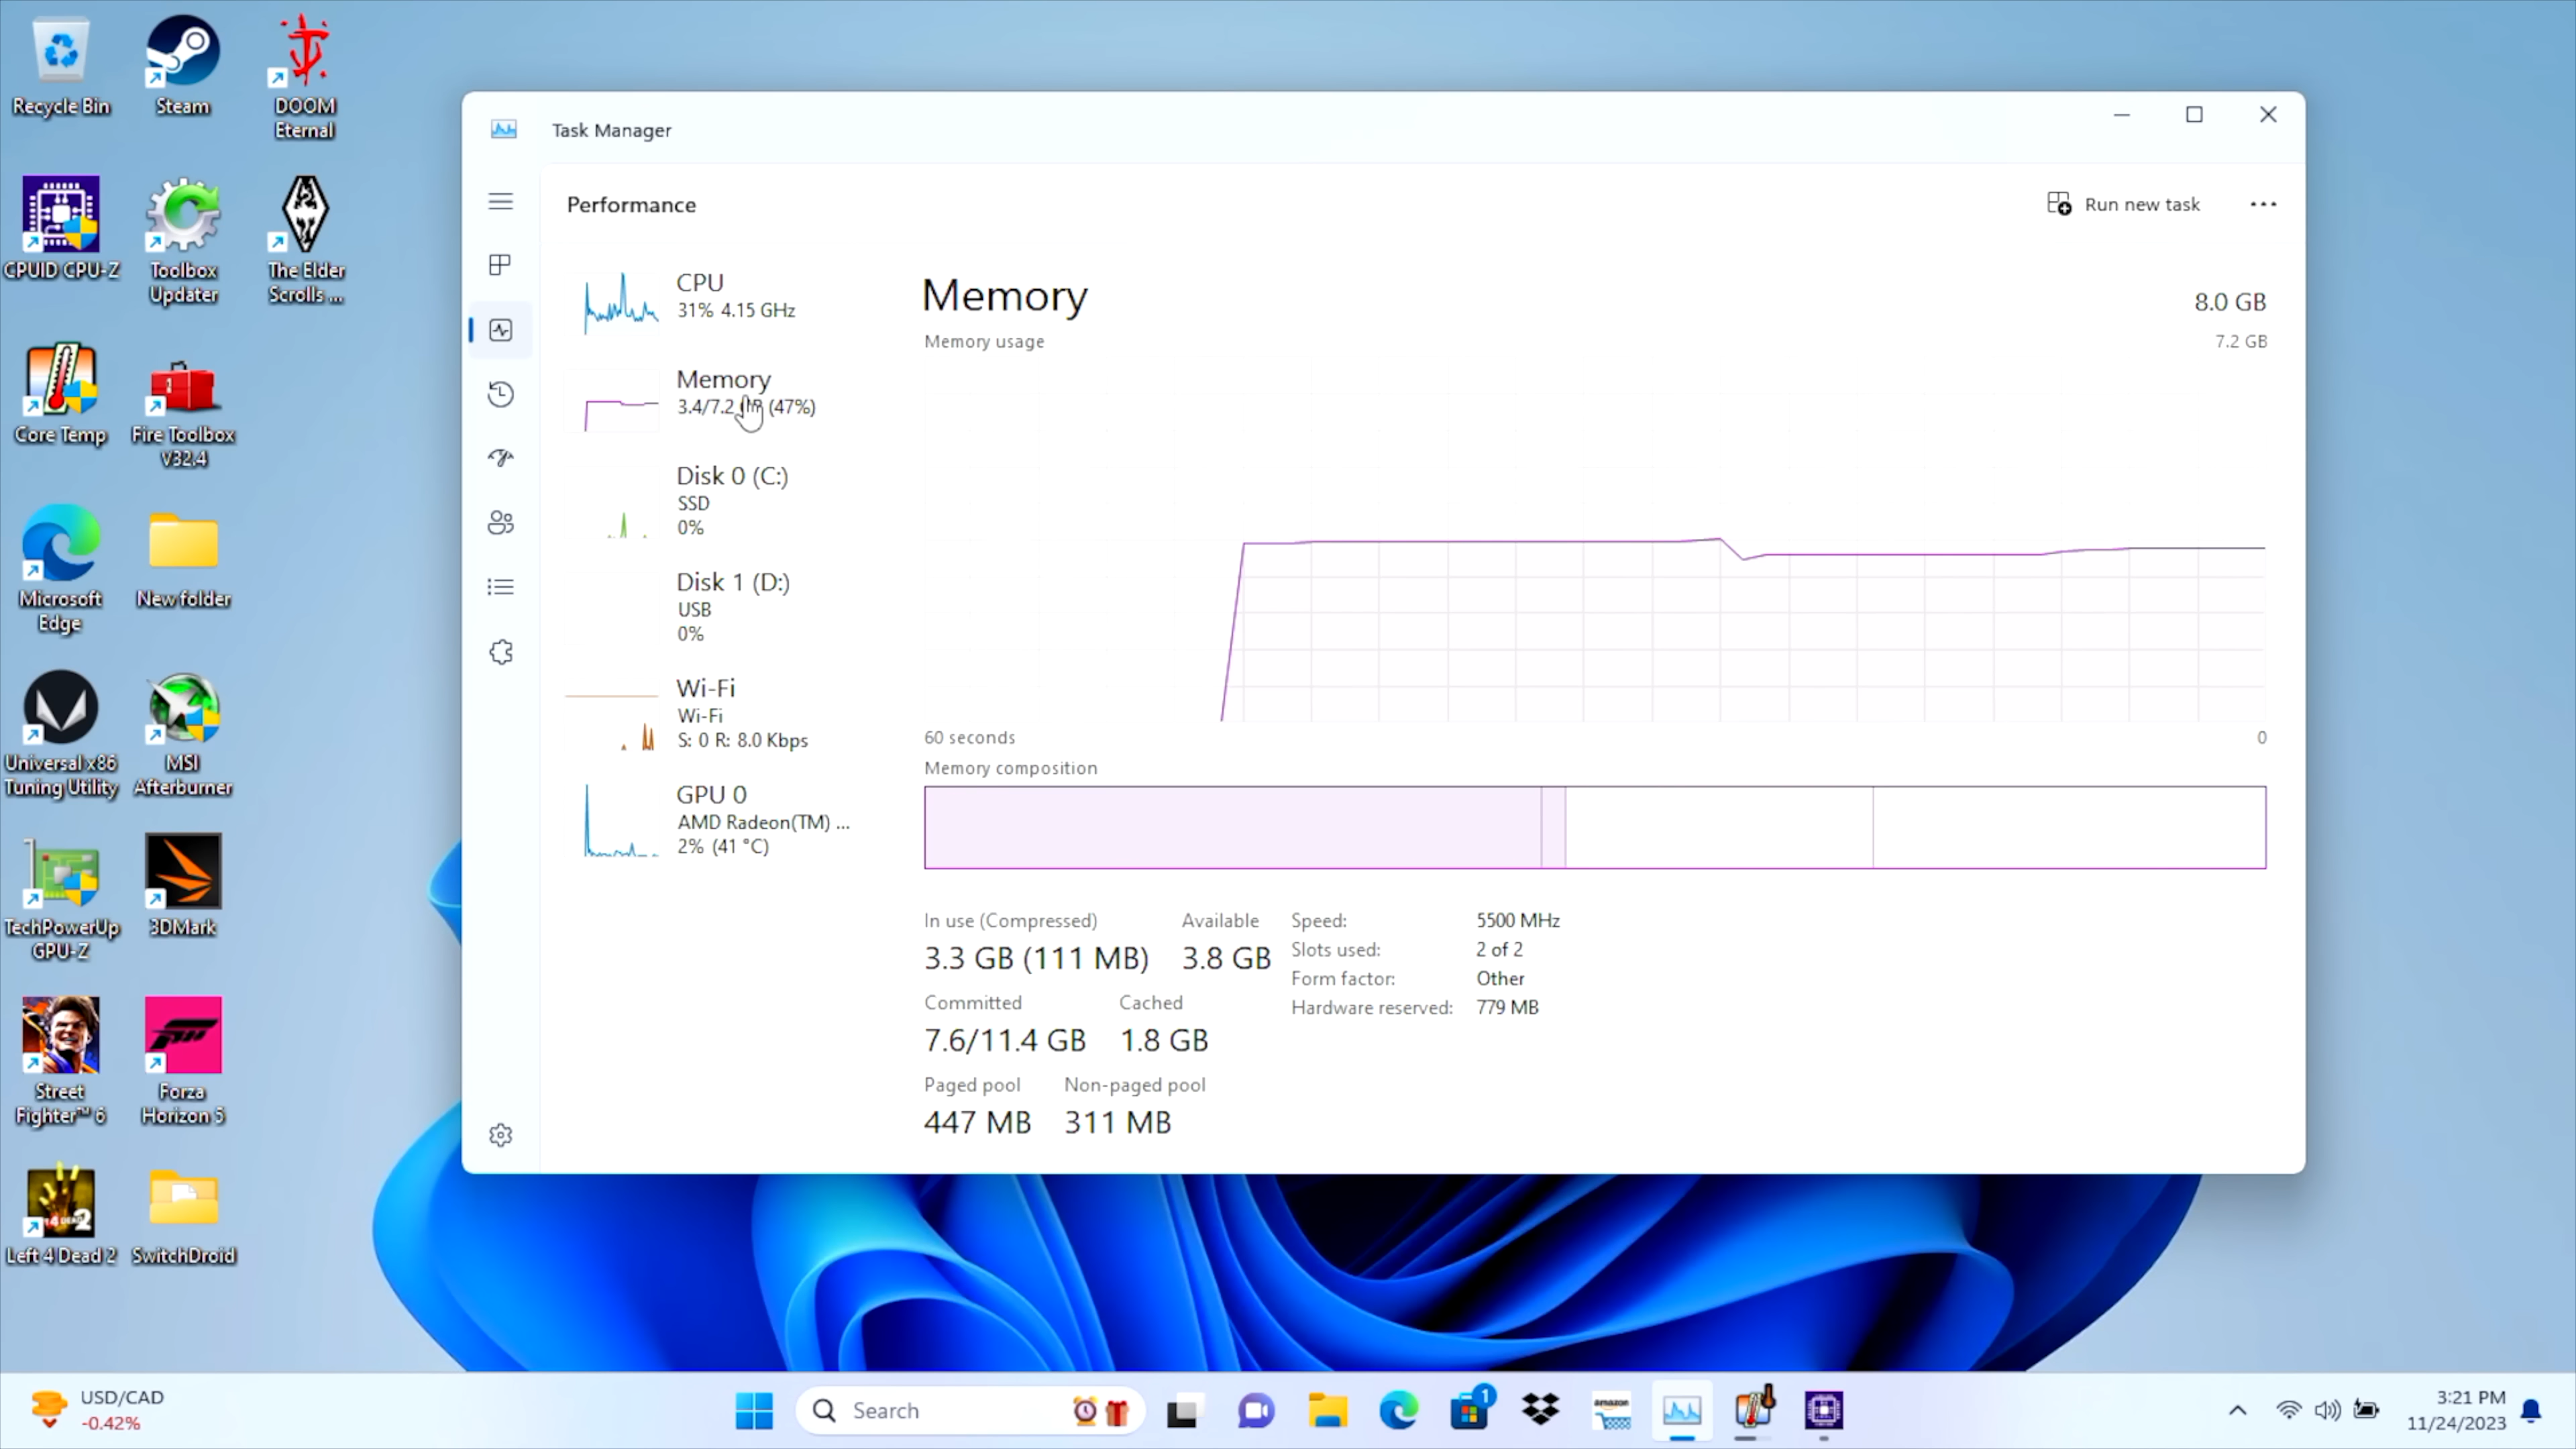 Recycle Bin
Steam
DOOM
Eternal
CPUID CPU-Z
Toolbox
Updater
The Elder
Scrolls ...
Core Temp
Fire Toolbox
V32.4
Microsoft
Edge
New folder
Universal x86
Tuning Utility
MSI
Afterburner
TechPowerUp
GPU-Z
3DMark
Street
Fighter™ 6
Forza
Horizon 5
Left 4 Dead 2
SwitchDroid
Task Manager
Performance
Run new task
CPU
31% 4.15 GHz
Memory
3.4/7.2 (47%)
Disk 0 (C:)
SSD
0%
Disk 1 (D:)
USB
0%
Wi-Fi
Wi-Fi
S: 0 R: 8.0 Kbps
GPU 0
AMD Radeon(TM) ...
2% (41 °C)
Memory
8.0 GB
Memory usage
7.2 GB
60 seconds
0
Memory composition
In use (Compressed)
3.3 GB (111 MB)
Available
3.8 GB
Committed
7.6/11.4 GB
Cached
1.8 GB
Paged pool
447 MB
Non-paged pool
311 MB
Speed: 5500 MHz
Slots used: 2 of 2
Form factor: Other
Hardware reserved: 779 MB
USD/CAD
-0.42%
Search
1
amazon
3:21 PM
11/24/2023